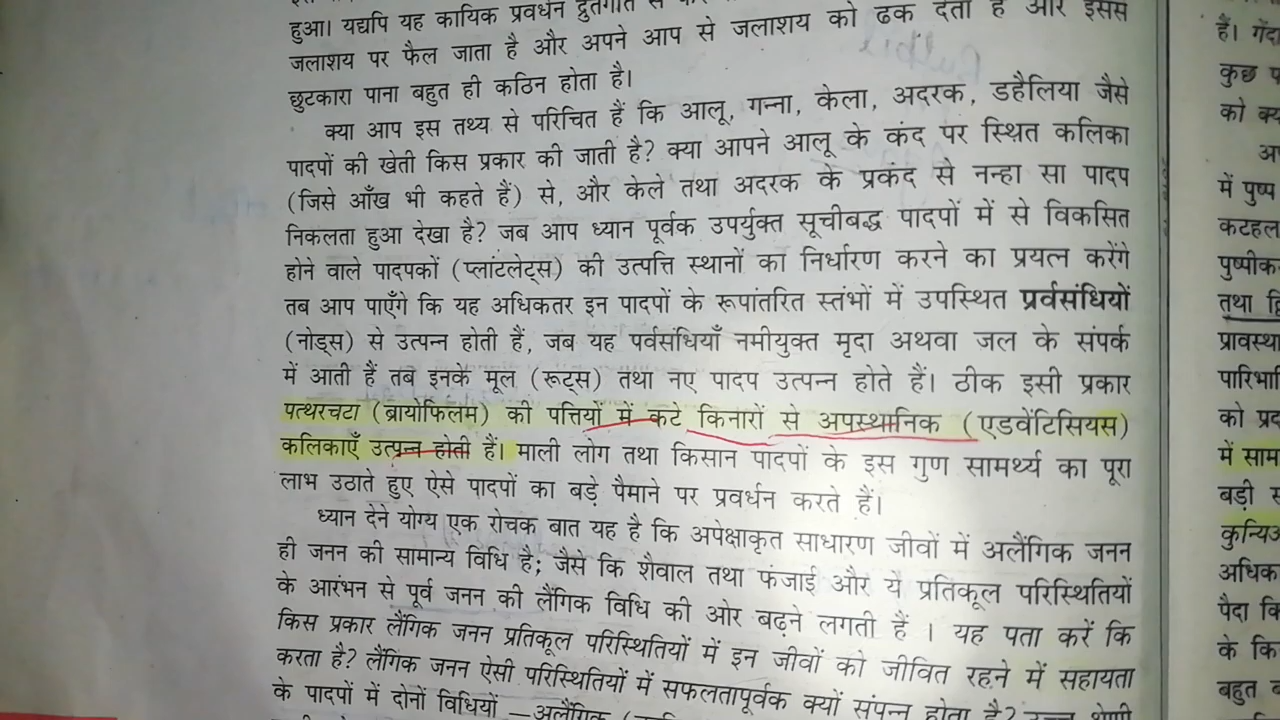 हुआ। यद्यपि यह कायिक प्रवर्धन द्रुतगति से
जलाशय पर फैल जाता है और अपने आप से जलाशय को ढक देता है और इससे
छुटकारा पाना बहुत ही कठिन होता है।
क्या आप इस तथ्य से परिचित हैं कि आलू, गन्ना, केला, अदरक, डहैलिया जैसे
पादपों की खेती किस प्रकार की जाती है? क्या आपने आलू के कंद पर स्थित कलिका
(जिसे आँख भी कहते हैं) से, और केले तथा अदरक के प्रकंद से नन्हा सा पादप
निकलता हुआ देखा है? जब आप ध्यान पूर्वक उपर्युक्त सूचीबद्ध पादपों में से विकसित
होने वाले पादपकों (प्लांटलेट्स) की उत्पत्ति स्थानों का निर्धारण करने का प्रयत्न करेंगे
तब आप पाएँगे कि यह अधिकतर इन पादपों के रूपांतरित स्तंभों में उपस्थित प्रर्वसंधियों
(नोड्स) से उत्पन्न होती हैं, जब यह पर्वसंधियाँ नमीयुक्त मृदा अथवा जल के संपर्क
में आती हैं तब इनके मूल (रूट्स) तथा नए पादप उत्पन्न होते हैं। ठीक इसी प्रकार
पत्थरचटा (ब्रायोफिलम) की पत्तियों में कटे किनारों से अपस्थानिक (एडवेंटिसियस)
कलिकाएँ उत्पन्न होती हैं। माली लोग तथा किसान पादपों के इस गुण सामर्थ्य का पूरा
लाभ उठाते हुए ऐसे पादपों का बड़े पैमाने पर प्रवर्धन करते हैं।
ध्यान देने योग्य एक रोचक बात यह है कि अपेक्षाकृत साधारण जीवों में अलैंगिक जनन
ही जनन की सामान्य विधि है; जैसे कि शैवाल तथा फंजाई और ये प्रतिकूल परिस्थितियों
के आरंभन से पूर्व जनन की लैंगिक विधि की ओर बढ़ने लगती हैं । यह पता करें कि
किस प्रकार लैंगिक जनन प्रतिकूल परिस्थितियों में इन जीवों को जीवित रहने में सहायता
करता है? लैंगिक जनन ऐसी परिस्थितियों में सफलतापूर्वक क्यों संपन्न होता है?
के पादपों में दोनों विधियों —अलैंगिक
हैं। गेंदा
कुछ
को
में पुष्प
कटहल
तथा
को
में साम
बड़ी
अधिक
पैदा
के
बहुत